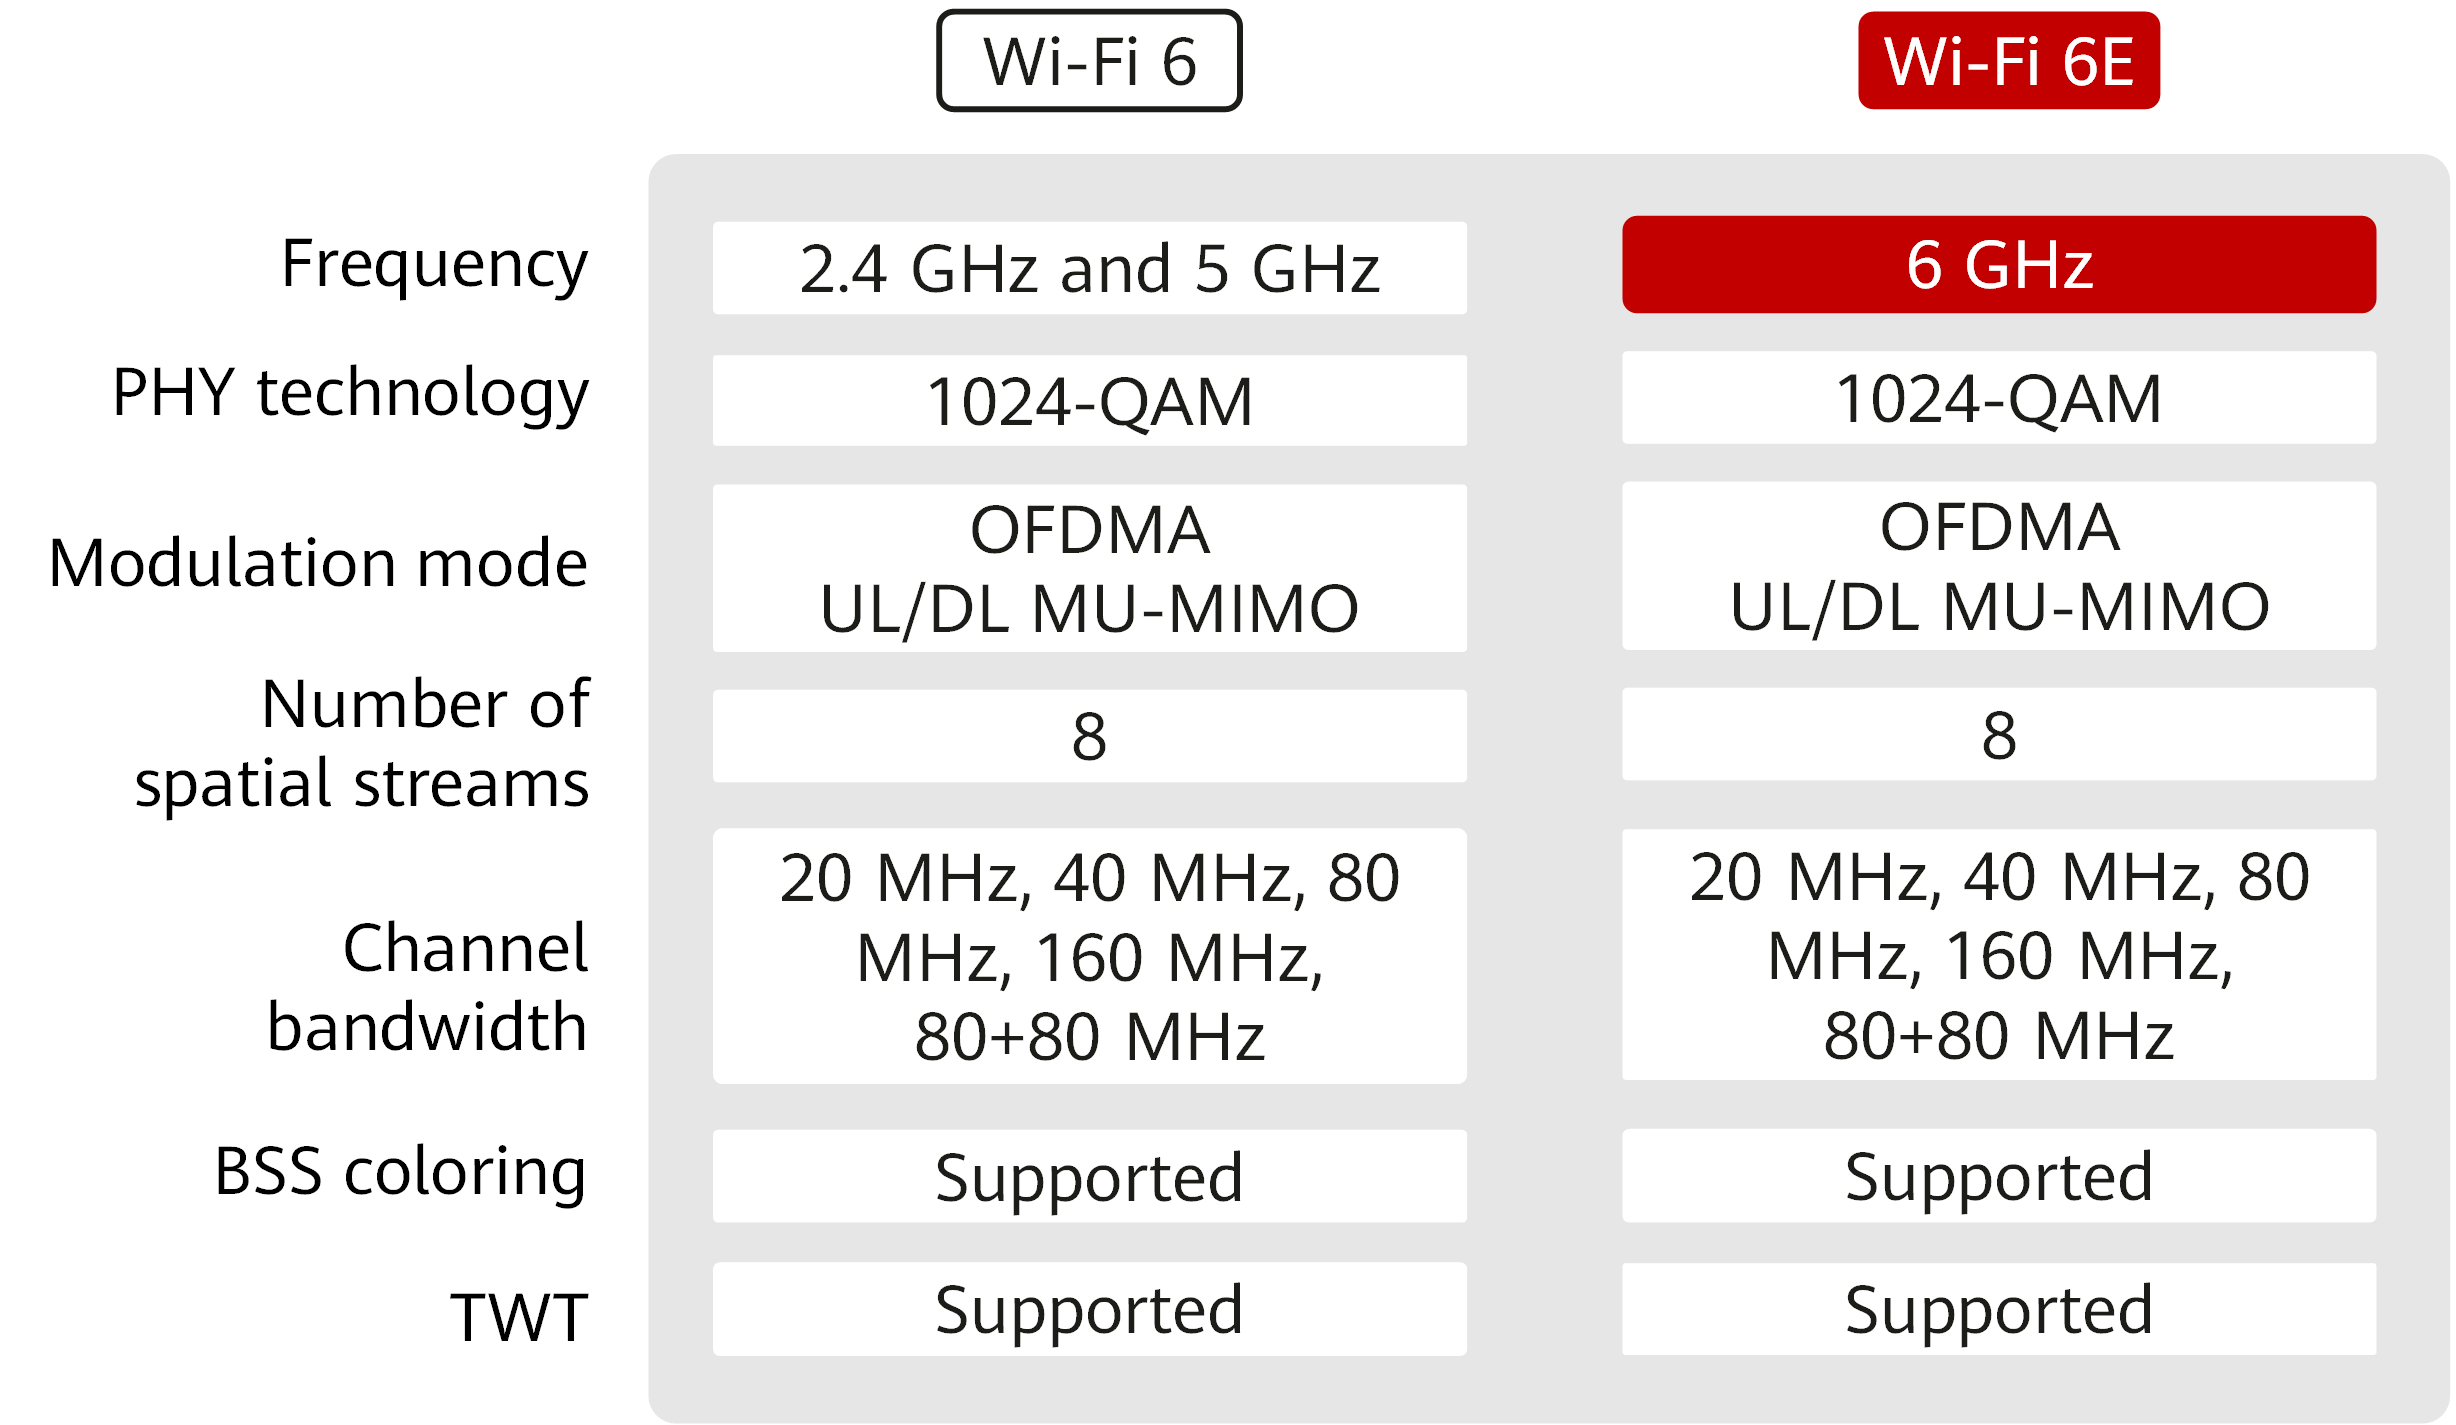 Wi-Fi 6
Wi-Fi 6E
Frequency
2.4 GHz and 5 GHz
6 GHz
PHY technology
1024-QAM
1024-QAM
Modulation mode
OFDMA
UL/DL MU-MIMO
OFDMA
UL/DL MU-MIMO
Number of
spatial streams
8
8
Channel
bandwidth
20 MHz, 40 MHz, 80
MHz, 160 MHz,
80+80 MHz
20 MHz, 40 MHz, 80
MHz, 160 MHz,
80+80 MHz
BSS coloring
Supported
Supported
TWT
Supported
Supported